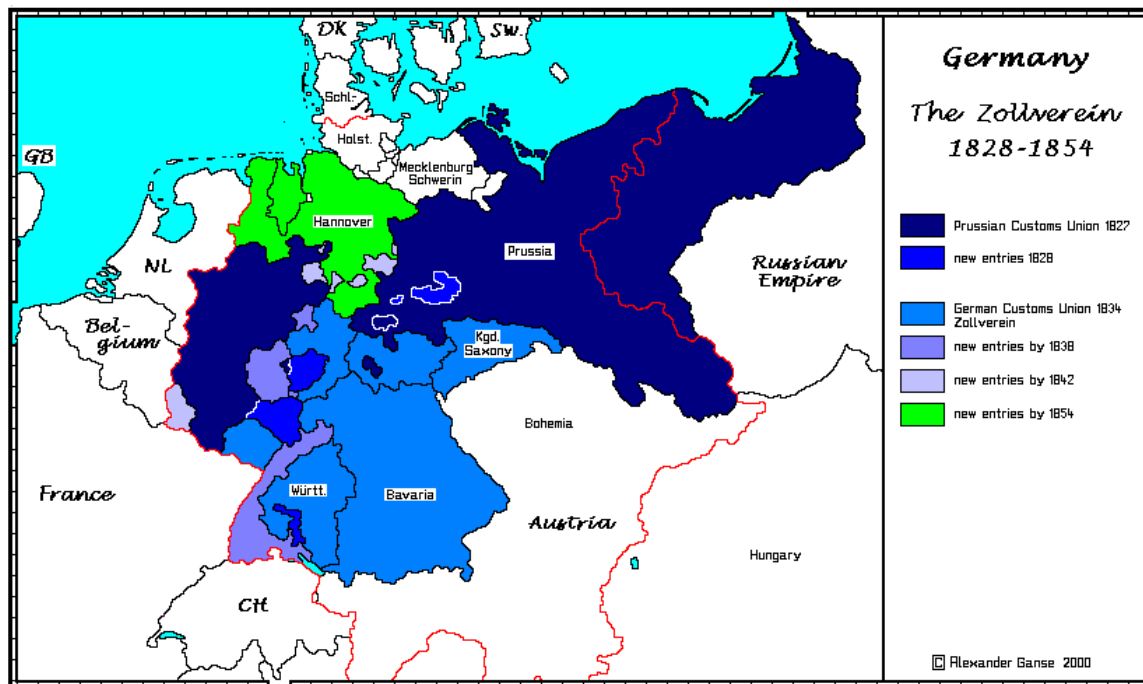 Germany
The Zollverein
1828-1854
Prussian Customs Union 1827
new entries 1828
German Customs Union 1834
Zollverein
new entries by 1838
new entries by 1842
new entries by 1854
DK
SW.
Schl-
Holst.
GB
Mecklenburg
Schwerin
Hannover
Prussia
NL
Russian
Empire
Bel-
gium
Kgd.
Saxony
Bohemia
France
Württ.
Bavaria
Austria
Hungary
CH
C Alexander Ganse 2000